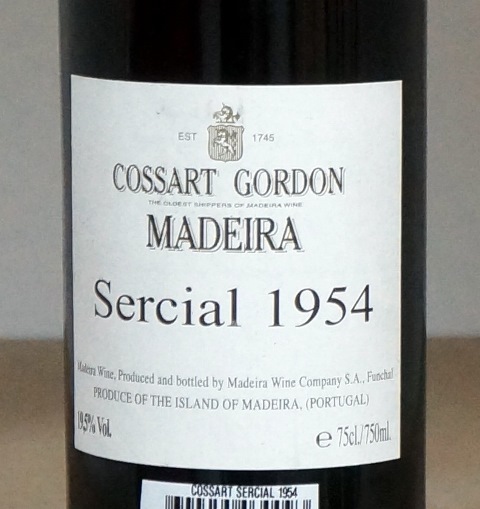 EST 1745
COSSART GORDON
THE OLDEST SHIPPERS OF MADEIRA WINE
MADEIRA
Sercial 1954
Madeira Wine, Produced and bottled by Madeira Wine Company S.A., Funchal
PRODUCE OF THE ISLAND OF MADEIRA, (PORTUGAL)
19,5% Vol.
e 75cl./750ml.
COSSART SERCIAL 1954